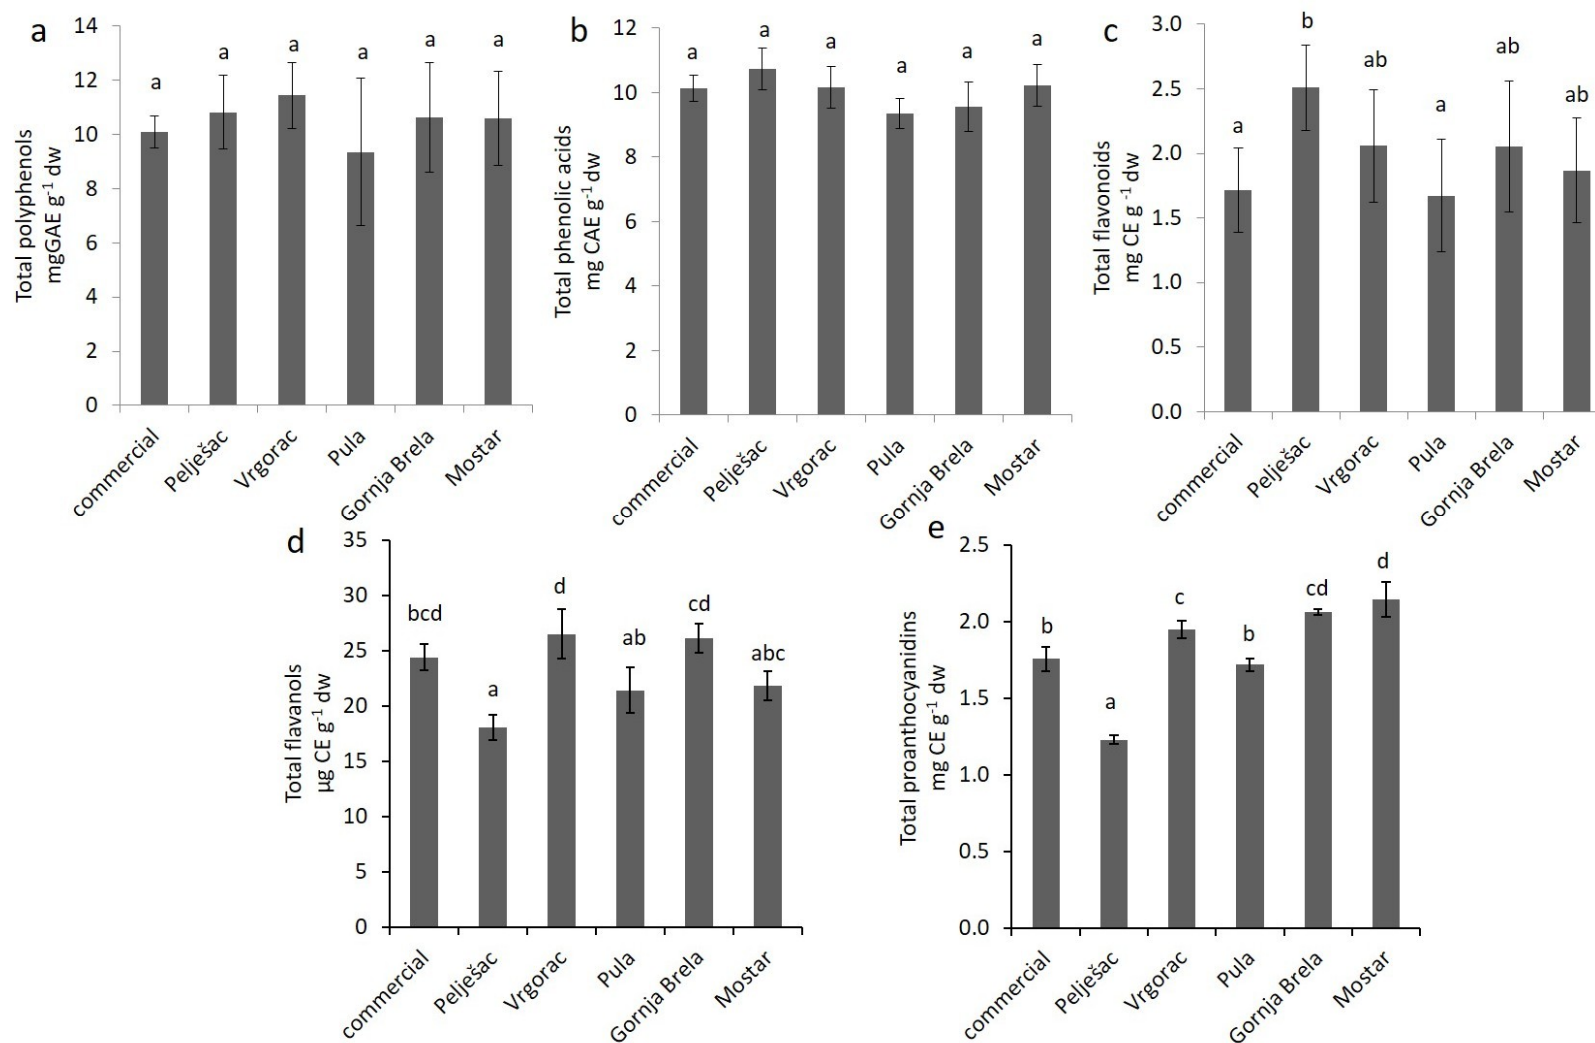 a
Total polyphenols
mgGAE g⁻¹ dw
14
12
10
8
6
4
2
0
a
a
a
a
a
a
commercial
Pelješac
Vrgorac
Pula
Gornja Brela
Mostar
b
Total phenolic acids
mg CAE g⁻¹ dw
12
10
8
6
4
2
0
a
a
a
a
a
a
commercial
Pelješac
Vrgorac
Pula
Gornja Brela
Mostar
c
Total flavonoids
mg CE g ⁻¹ dw
3.0
2.5
2.0
1.5
1.0
0.5
0.0
a
b
ab
a
ab
ab
commercial
Pelješac
Vrgorac
Pula
Gornja Brela
Mostar
d
Total flavanols
µg CE g⁻¹ dw
35
30
25
20
15
10
5
0
bcd
a
d
ab
cd
abc
commercial
Pelješac
Vrgorac
Pula
Gornja Brela
Mostar
e
Total proanthocyanidins
mg CE g⁻¹ dw
2.5
2.0
1.5
1.0
0.5
0.0
b
a
c
b
cd
d
commercial
Pelješac
Vrgorac
Pula
Gornja Brela
Mostar